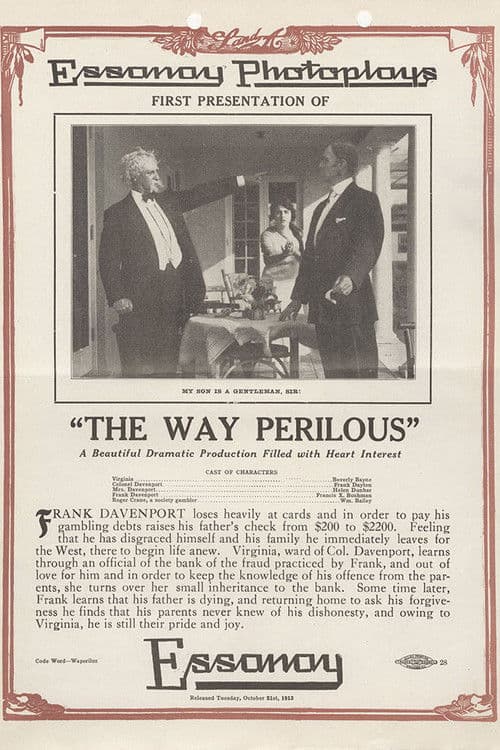 S and A
Essanay Photoplays
FIRST PRESENTATION OF
MY SON IS A GENTLEMAN, SIR!
“THE WAY PERILOUS”
A Beautiful Dramatic Production Filled with Heart Interest
CAST OF CHARACTERS
Virginia Beverly Bayne
Colonel Davenport Frank Dayton
Mrs. Davenport Helen Dunbar
Frank Davenport Francis X. Bushman
Roger Crane, a society gambler Wm. Bailey
FRANK DAVENPORT loses heavily at cards and in order to pay his
gambling debts raises his father's check from $200 to $2200. Feeling
that he has disgraced himself and his family he immediately leaves for
the West, there to begin life anew. Virginia, ward of Col. Davenport, learns
through an official of the bank of the fraud practiced by Frank, and out of
love for him and in order to keep the knowledge of his offence from the par-
ents, she turns over her small inheritance to the bank. Some time later,
Frank learns that his father is dying, and returning home to ask his forgive-
ness he finds that his parents never knew of his dishonesty, and owing to
Virginia, he is still their pride and joy.
Essanay
Code Word—Waperilos
28
Released Tuesday, October 21st, 1913